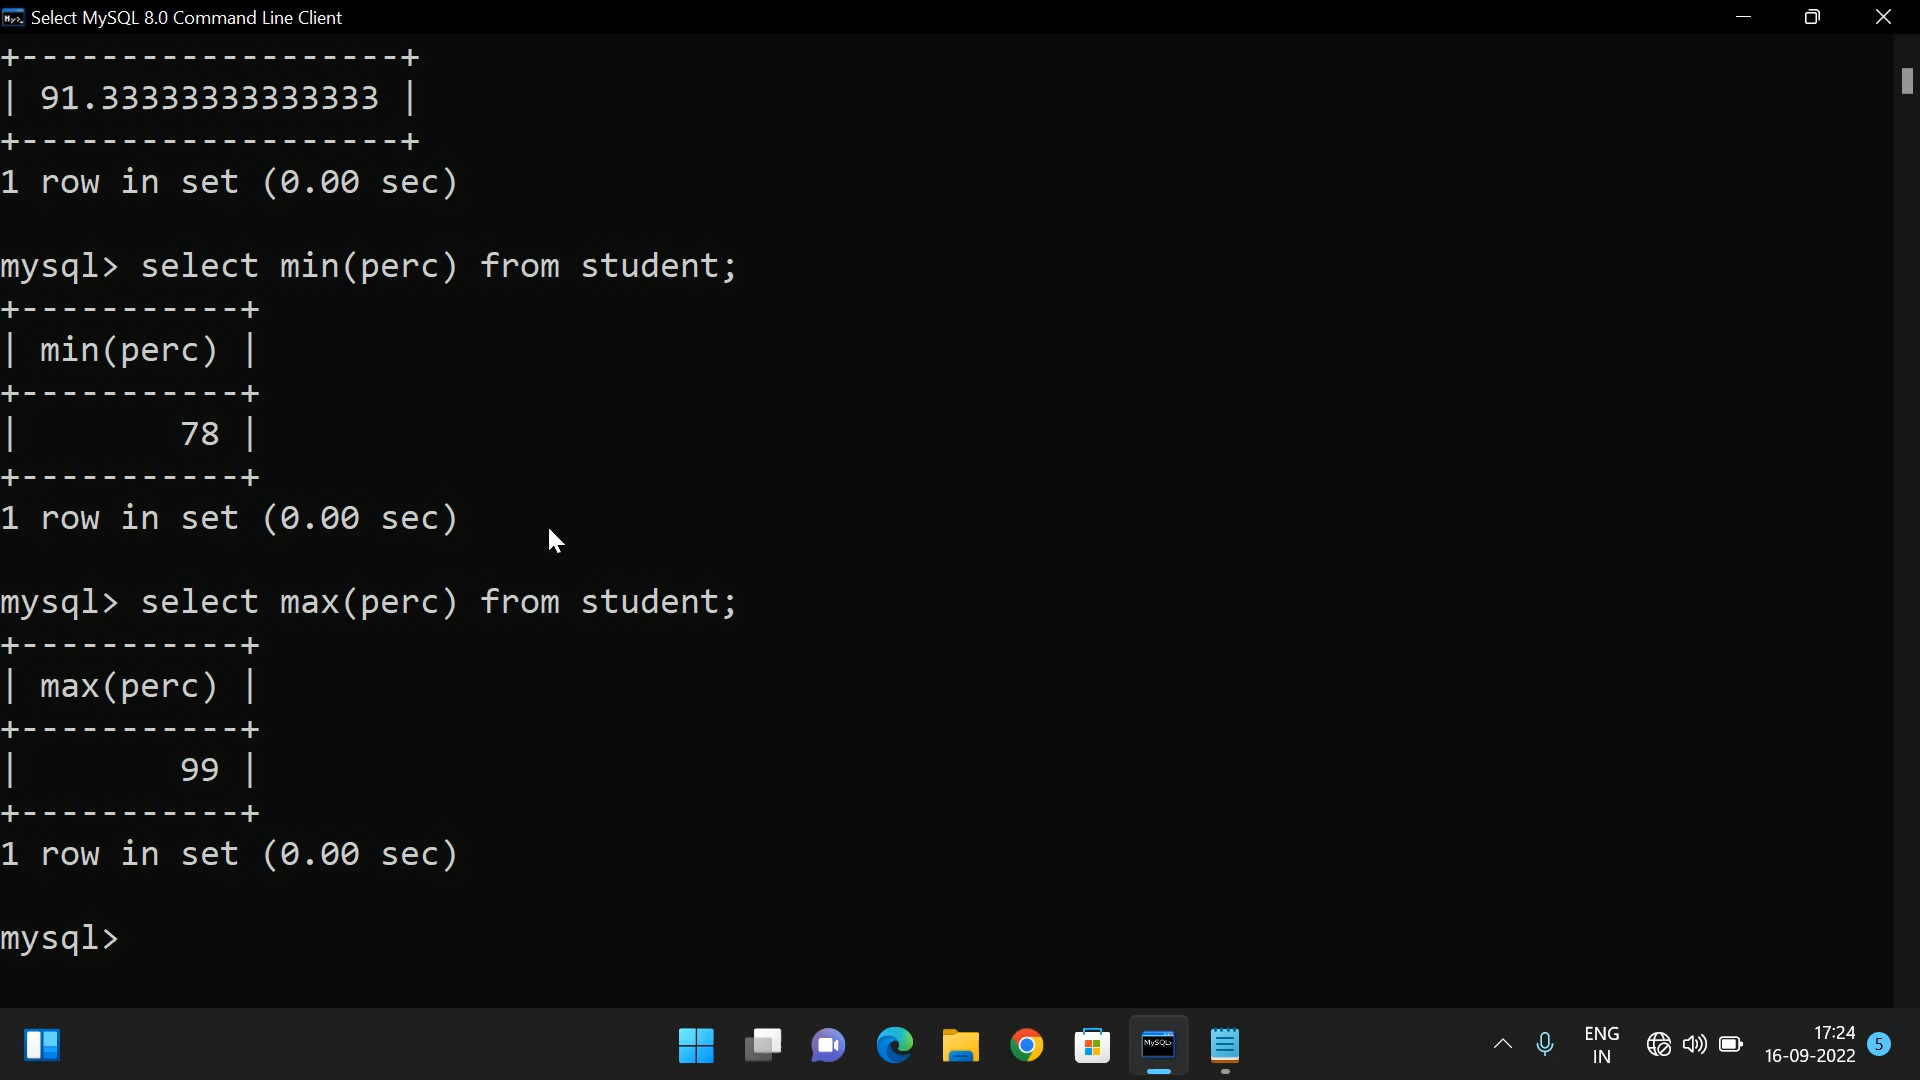 Select MySQL 8.0 Command Line Client
+-------------------+
| 91.33333333333333 |
+-------------------+
1 row in set (0.00 sec)
mysql> select min(perc) from student;
+-----------+
| min(perc) |
+-----------+
|        78 |
+-----------+
1 row in set (0.00 sec)
mysql> select max(perc) from student;
+-----------+
| max(perc) |
+-----------+
|        99 |
+-----------+
1 row in set (0.00 sec)
mysql>
MySQL
ENG
IN
17:24
16-09-2022
5